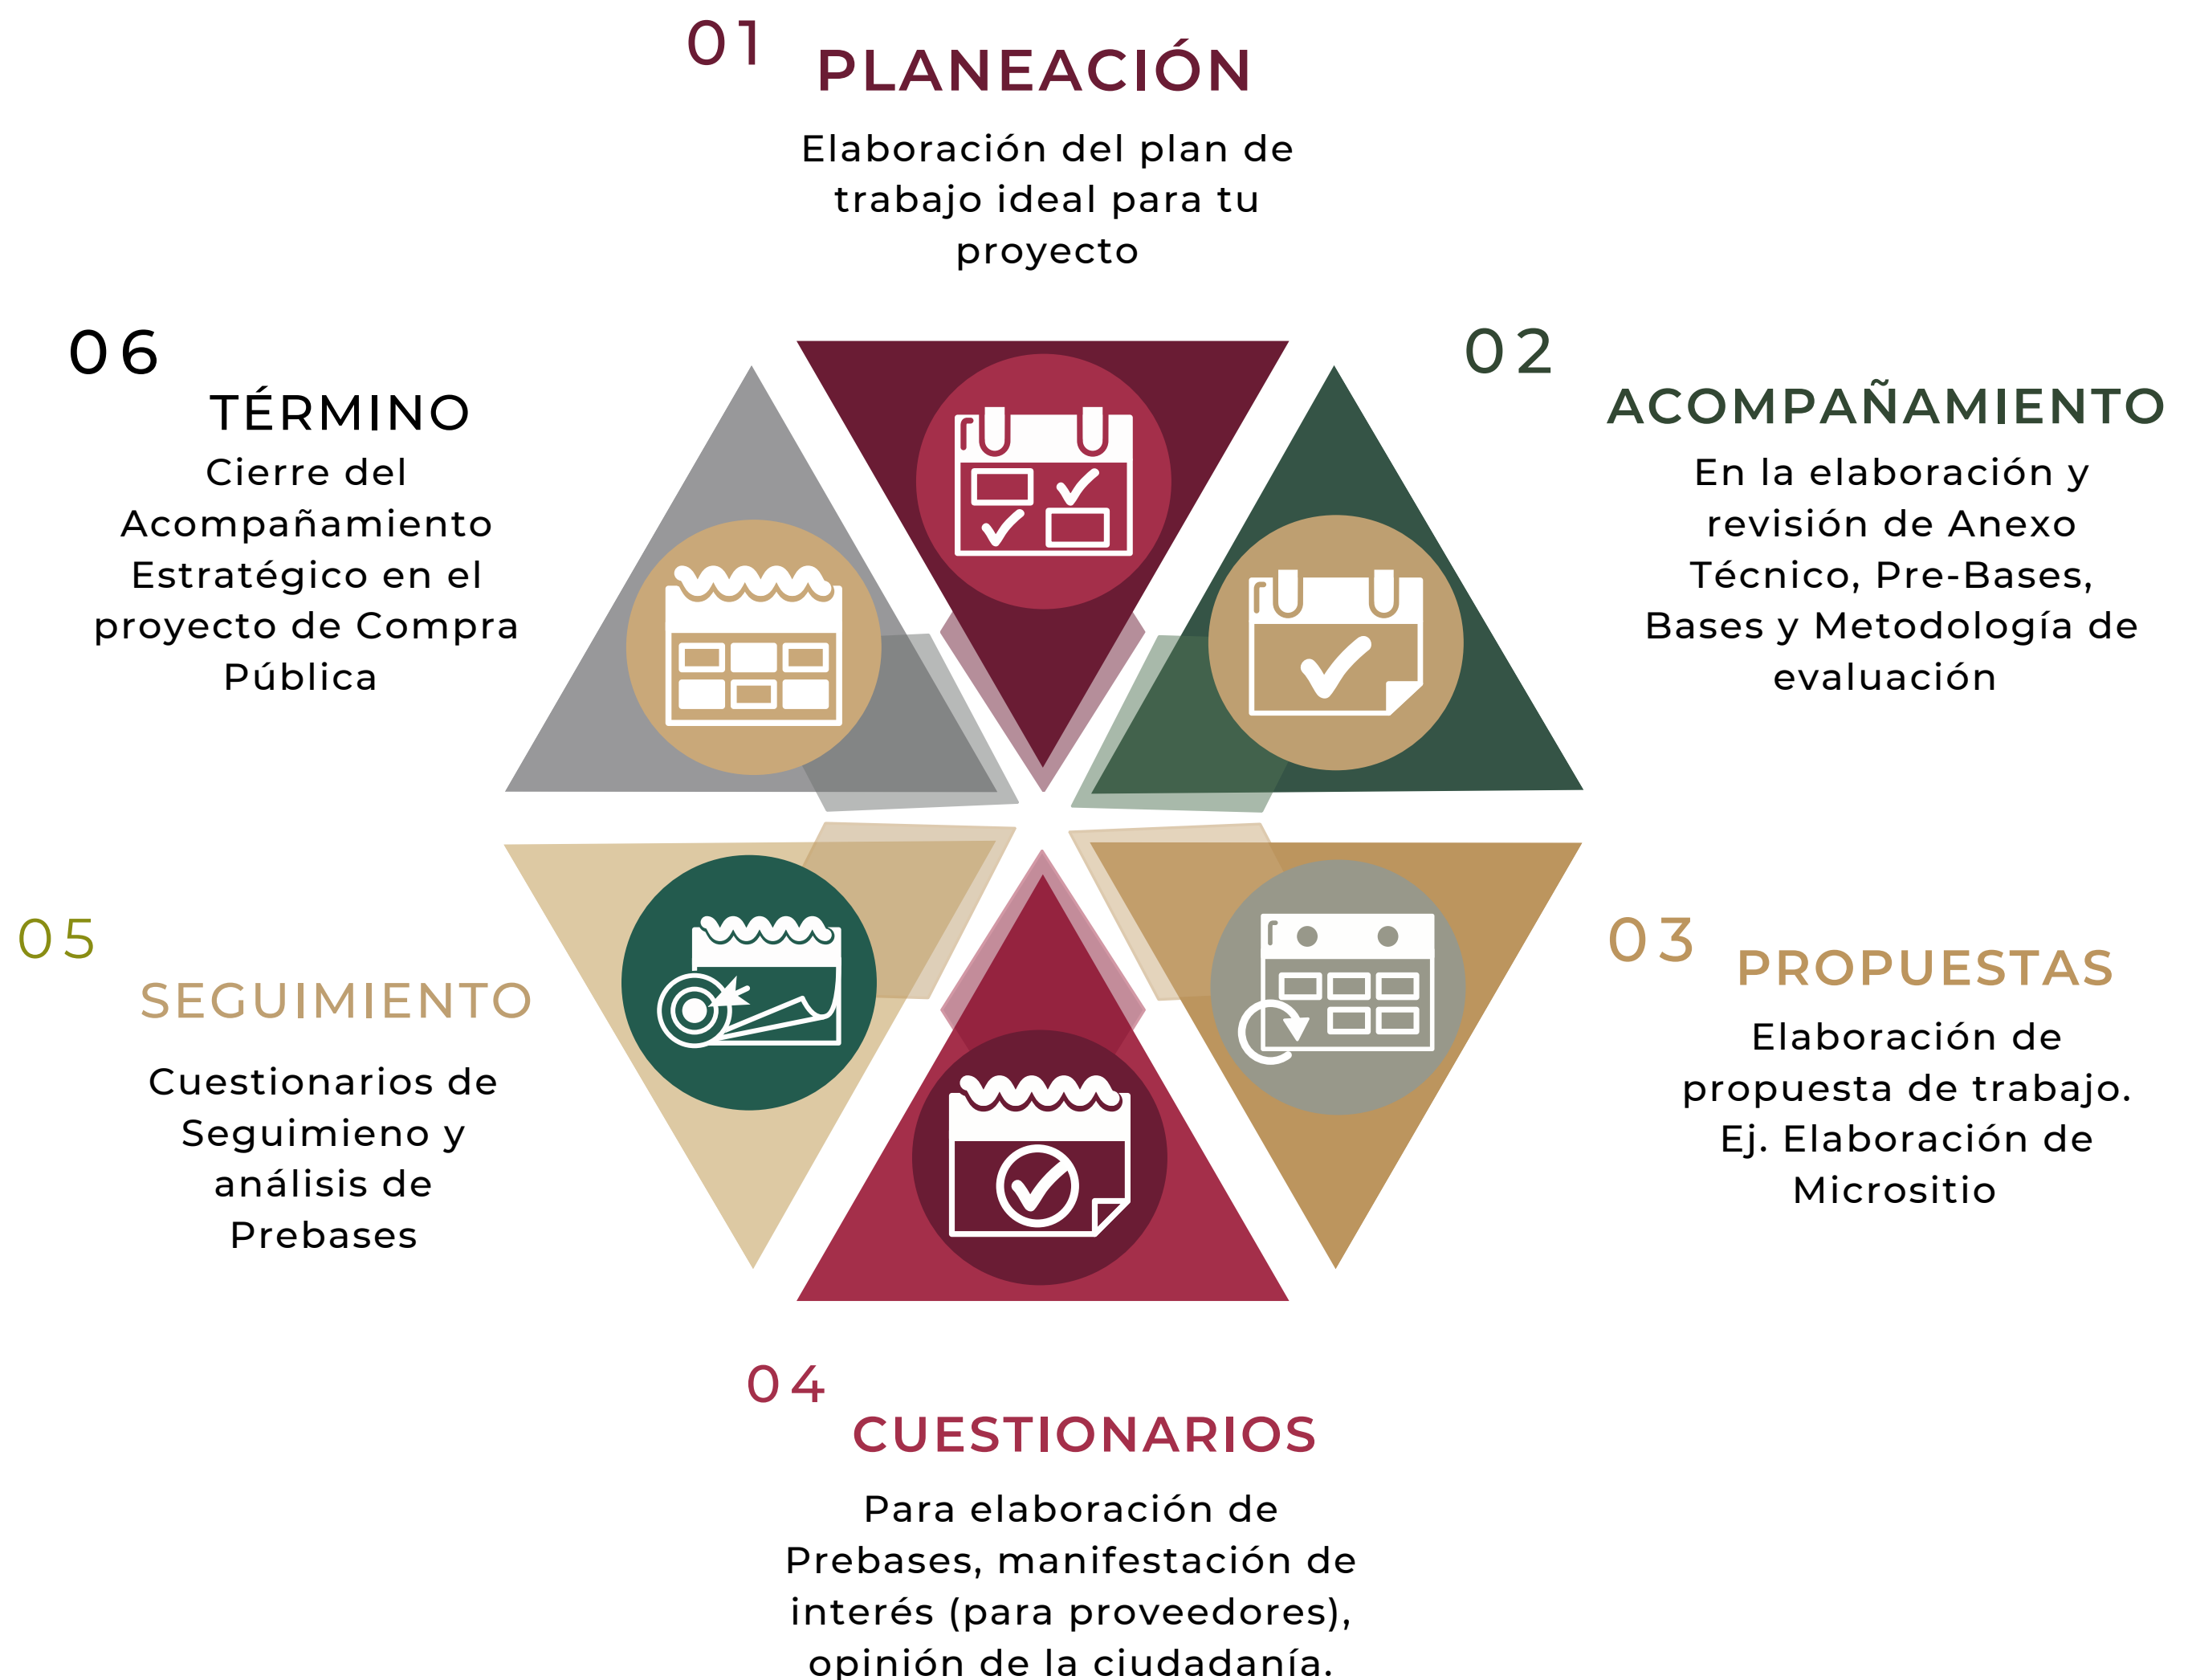 01
PLANEACIÓN
Elaboración del plan de
trabajo ideal para tu
proyecto
02
ACOMPAÑAMIENTO
En la elaboración y
revisión de Anexo
Técnico, Pre-Bases,
Bases y Metodología de
evaluación
03
PROPUESTAS
Elaboración de
propuesta de trabajo.
Ej. Elaboración de
Micrositio
04
CUESTIONARIOS
Para elaboración de
Prebases, manifestación de
interés (para proveedores),
opinión de la ciudadanía.
05
SEGUIMIENTO
Cuestionarios de
Seguimieno y
análisis de
Prebases
06
TÉRMINO
Cierre del
Acompañamiento
Estratégico en el
proyecto de Compra
Pública